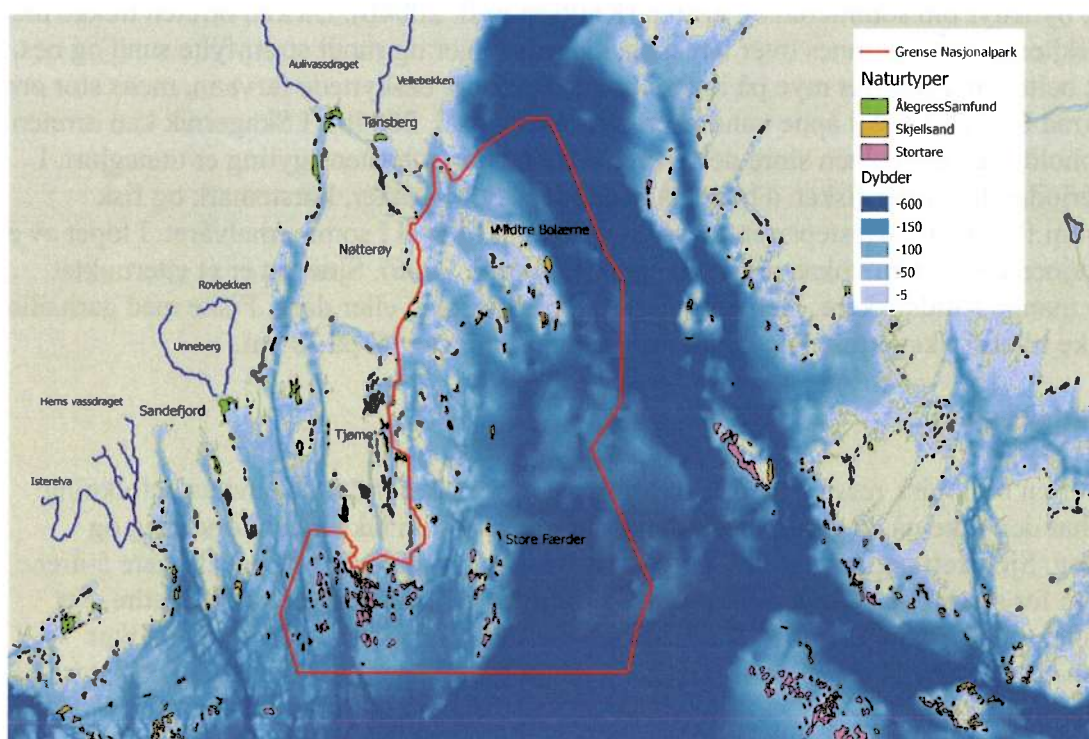 Aulivassdraget
Vellebekken
Tønsberg
Nøtterøy
Midtre Bolærne
Rovbekken
Unneberg
Sandefjord
Hems vassdraget
Tjøme
Isterelva
Store Færder
Grense Nasjonalpark
Naturtyper
ÅlegressSamfund
Skjellsand
Stortare
Dybder
-600
-150
-100
-50
-5